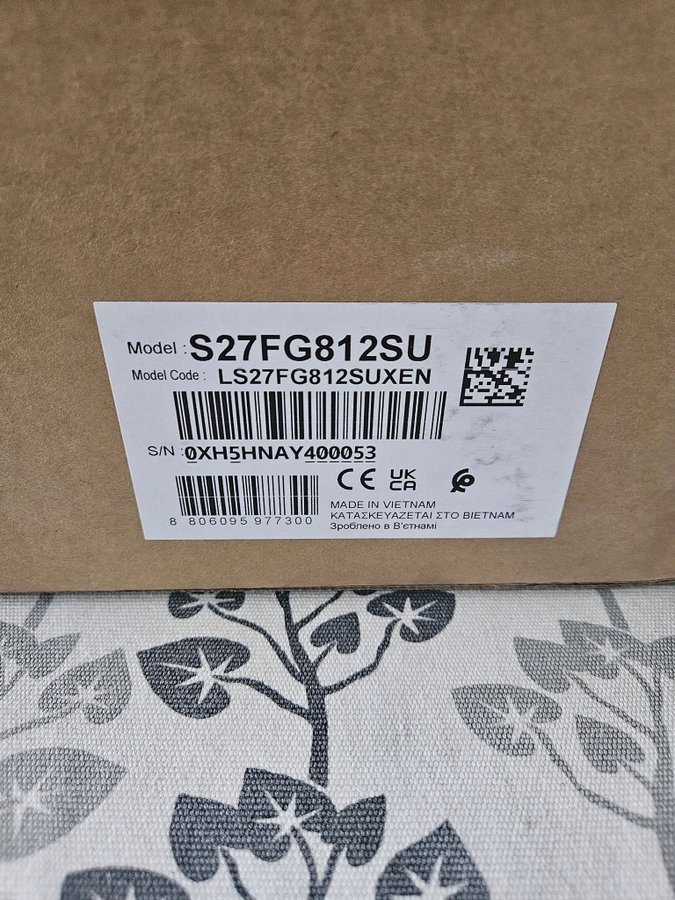 Model : S27FG812SU
Model Code : LS27FG812SUXEN
S/N : 0XH5HNAY400053
CE UK CA
8 806095 977300
MADE IN VIETNAM
ΚΑΤΑΣΚΕΥΑΖΕΤΑΙ ΣΤΟ ΒΙΕΤΝΑΜ
Зроблено в В'єтнамі